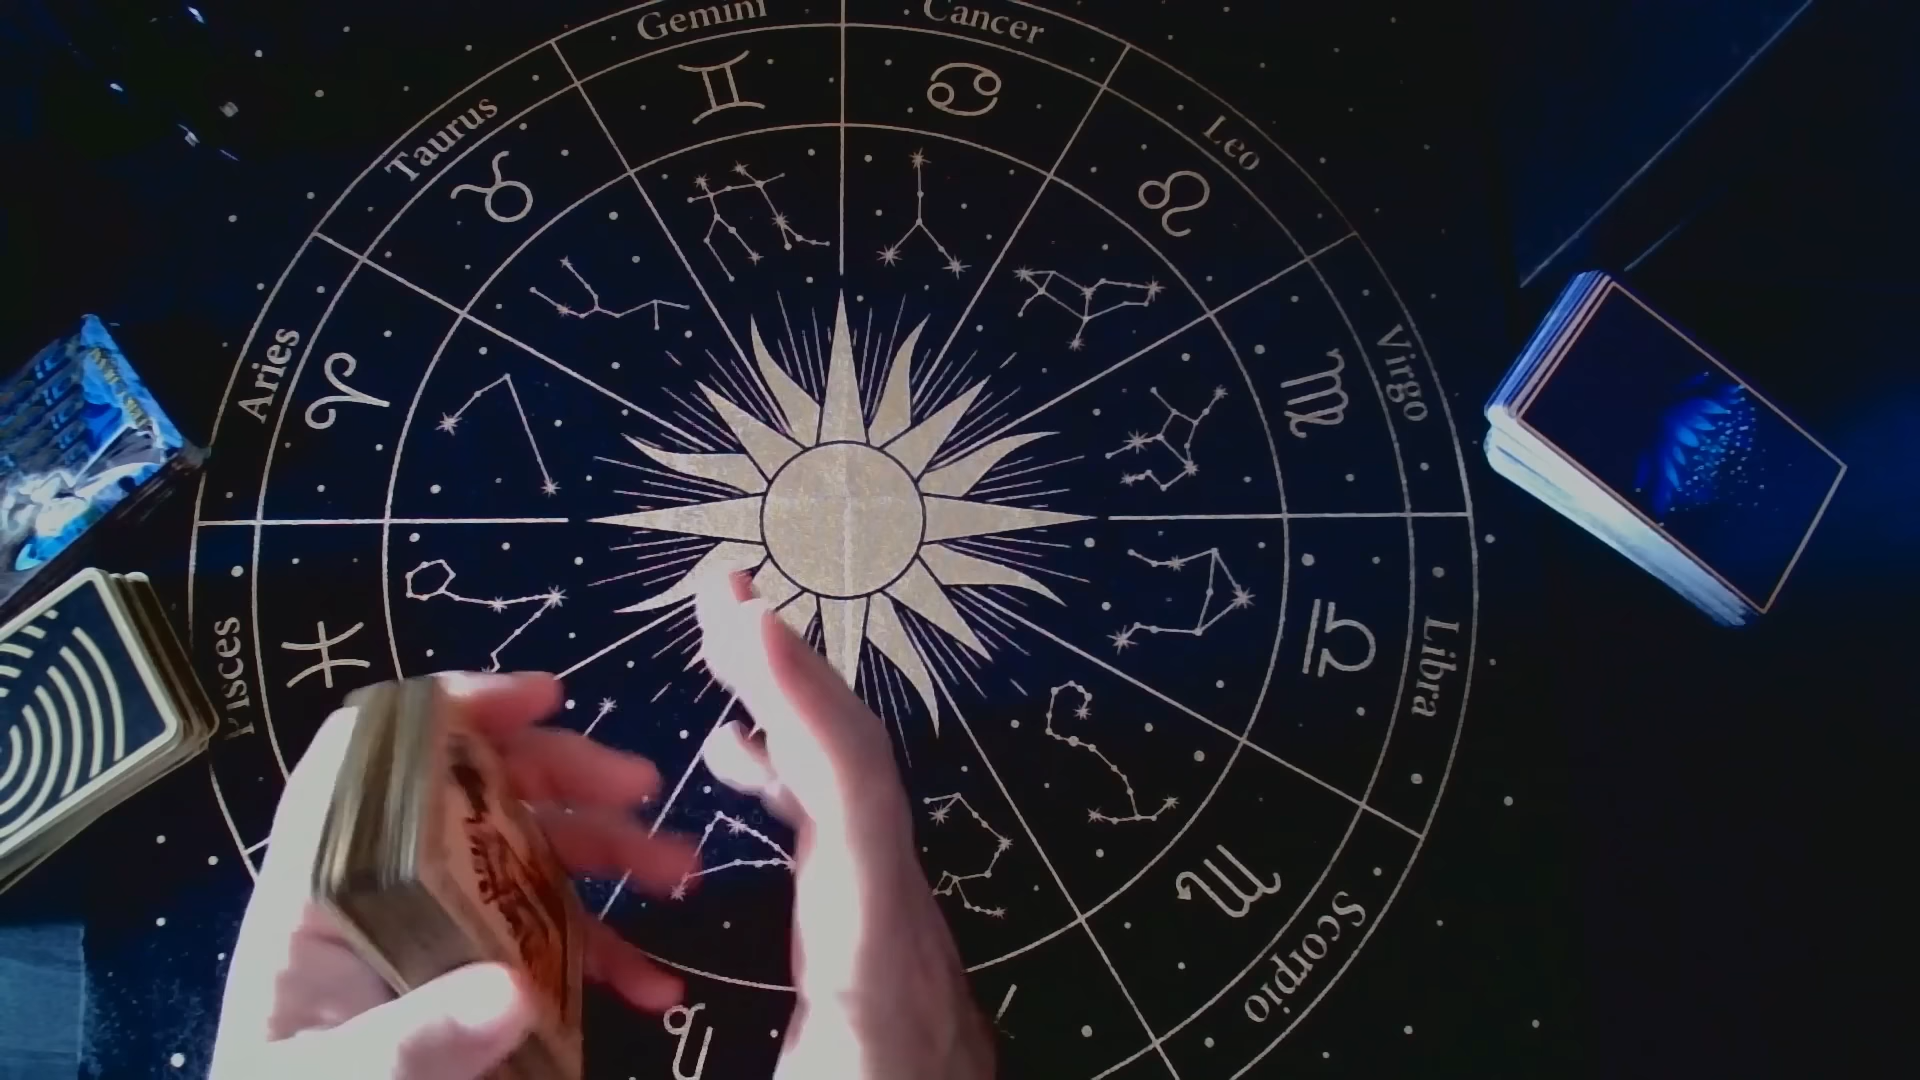 Gemini
Cancer
Taurus
Leo
Aries
Virgo
Pisces
Libra
Scorpio